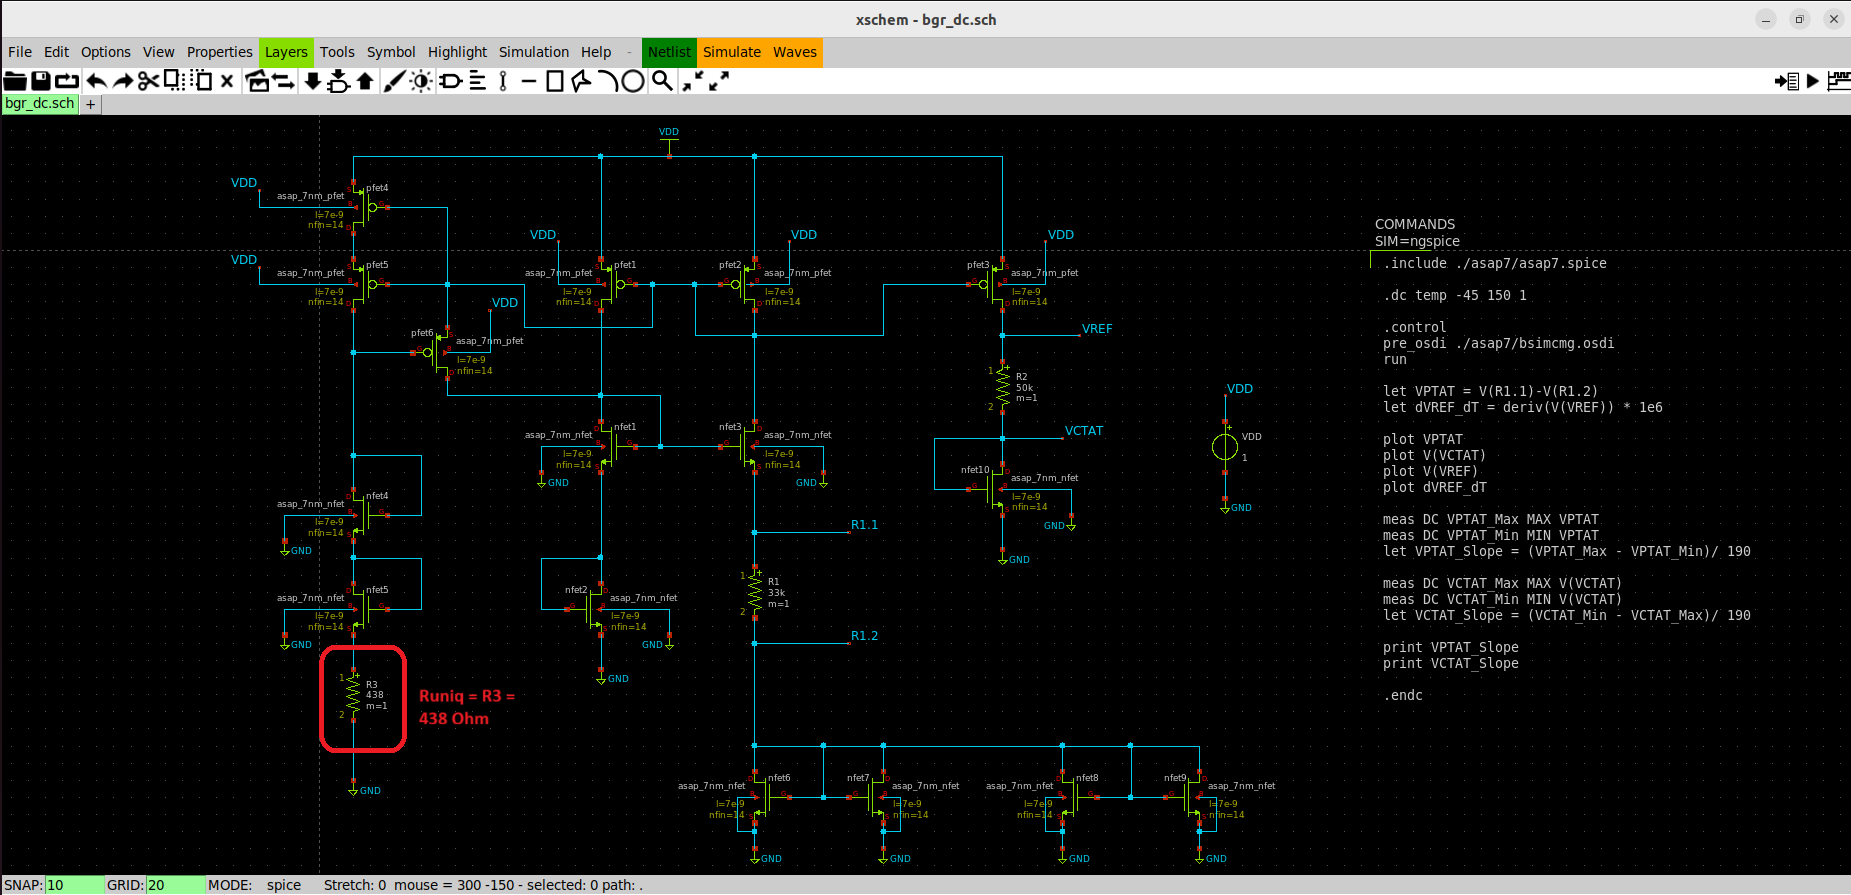 xschem - bgr_dc.sch
File Edit Options View Properties Layers Tools Symbol Highlight Simulation Help - Netlist Simulate Waves
bgr_dc.sch +
VDD
VDD
pfet4
asap_7nm_pfet
l=7e-9
nfin=14
VDD
pfet5
asap_7nm_pfet
l=7e-9
nfin=14
VDD
pfet1
asap_7nm_pfet
l=7e-9
nfin=14
VDD
pfet2
asap_7nm_pfet
l=7e-9
nfin=14
VDD
pfet3
asap_7nm_pfet
l=7e-9
nfin=14
VDD
pfet6
asap_7nm_pfet
l=7e-9
nfin=14
VREF
1
R2
50k
m=1
2
VCTAT
nfet1
asap_7nm_nfet
l=7e-9
nfin=14
GND
nfet3
asap_7nm_nfet
l=7e-9
nfin=14
GND
nfet10
asap_7nm_nfet
l=7e-9
nfin=14
GND
GND
VDD
VDD
1
GND
nfet4
asap_7nm_nfet
l=7e-9
nfin=14
GND
R1.1
nfet5
asap_7nm_nfet
l=7e-9
nfin=14
GND
nfet2
asap_7nm_nfet
l=7e-9
nfin=14
GND
GND
1
R1
33k
m=1
2
R1.2
1
R3
438
m=1
2
Runiq = R3 =
438 Ohm
GND
nfet6
asap_7nm_nfet
l=7e-9
nfin=14
GND
nfet7
asap_7nm_nfet
l=7e-9
nfin=14
GND
nfet8
asap_7nm_nfet
l=7e-9
nfin=14
GND
nfet9
asap_7nm_nfet
l=7e-9
nfin=14
GND
COMMANDS
SIM=ngspice
.include ./asap7/asap7.spice
.dc temp -45 150 1
.control
pre_osdi ./asap7/bsimcmg.osdi
run
let VPTAT = V(R1.1)-V(R1.2)
let dVREF_dT = deriv(V(VREF)) * 1e6
plot VPTAT
plot V(VCTAT)
plot V(VREF)
plot dVREF_dT
meas DC VPTAT_Max MAX VPTAT
meas DC VPTAT_Min MIN VPTAT
let VPTAT_Slope = (VPTAT_Max - VPTAT_Min)/ 190
meas DC VCTAT_Max MAX V(VCTAT)
meas DC VCTAT_Min MIN V(VCTAT)
let VCTAT_Slope = (VCTAT_Min - VCTAT_Max)/ 190
print VPTAT_Slope
print VCTAT_Slope
.endc
SNAP: 10 GRID: 20 MODE: spice Stretch: 0 mouse = 300 -150 - selected: 0 path: .